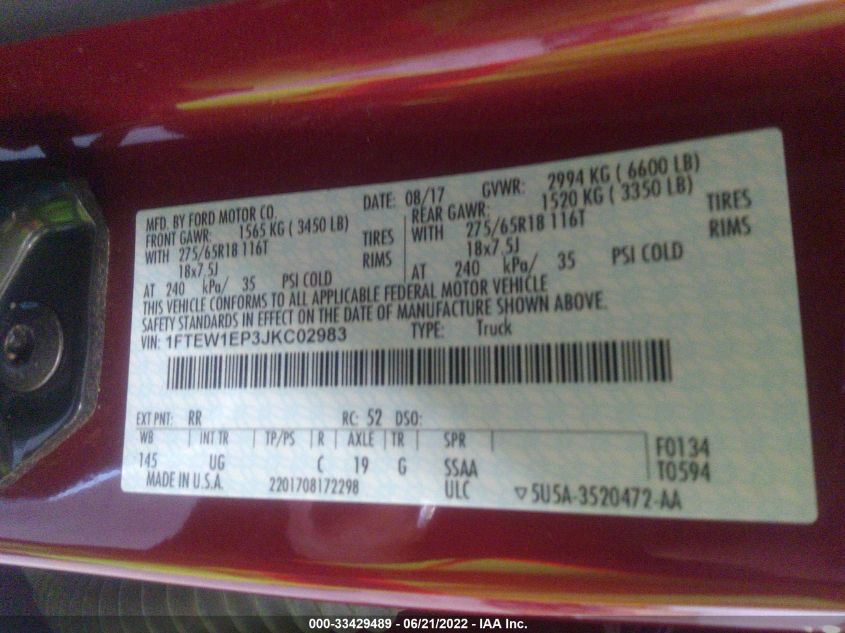 MFD. BY FORD MOTOR CO. DATE: 08/17 GVWR: 2994 KG ( 6600 LB)
FRONT GAWR: 1565 KG ( 3450 LB) REAR GAWR: 1520 KG ( 3350 LB)
WITH 275/65R18 116T TIRES WITH 275/65R18 116T TIRES
18x7.5J RIMS 18x7.5J RIMS
AT 240 kPa/ 35 PSI COLD AT 240 kPa/ 35 PSI COLD
THIS VEHICLE CONFORMS TO ALL APPLICABLE FEDERAL MOTOR VEHICLE
SAFETY STANDARDS IN EFFECT ON THE DATE OF MANUFACTURE SHOWN ABOVE.
VIN: 1FTEW1EP3JKC02983 TYPE: Truck
EXT PNT: RR RC: 52 DSO:
WB INT TR TP/PS R AXLE TR SPR F0134
145 UG C 19 G SSAA T0594
MADE IN U.S.A. 2201708172298 ULC ▽5U5A-3520472-AA
000-33429489 - 06/21/2022 - IAA Inc.